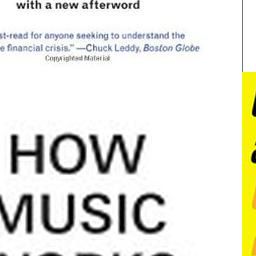 with a new afterword
st-read for anyone seeking to understand the
e financial crisis." —Chuck Leddy, Boston Globe
Copyrighted Material
HOW
MUSIC
WORKS